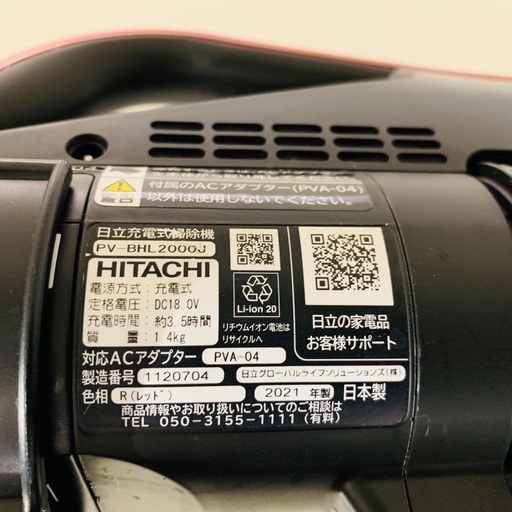 付属のACアダプター(PVA-04)
警告
以外は使用しないでください。
日立充電式掃除機
PV-BHL2000J
HITACHI
電源方式:充電式
定格電圧:DC18.0V
充電時間:約3.5時間
質 量:1.4kg
Li-ion 20
リチウムイオン電池は
リサイクルへ
日立の家電品
お客様サポート
対応ACアダプター PVA-04
製造番号 1120704 日立グローバルライフソリューションズ(株)
色相 R(レッド) 2021 年製 日本製
商品情報やお取り扱いについてのご相談は
TEL 050-3155-1111 (有料)